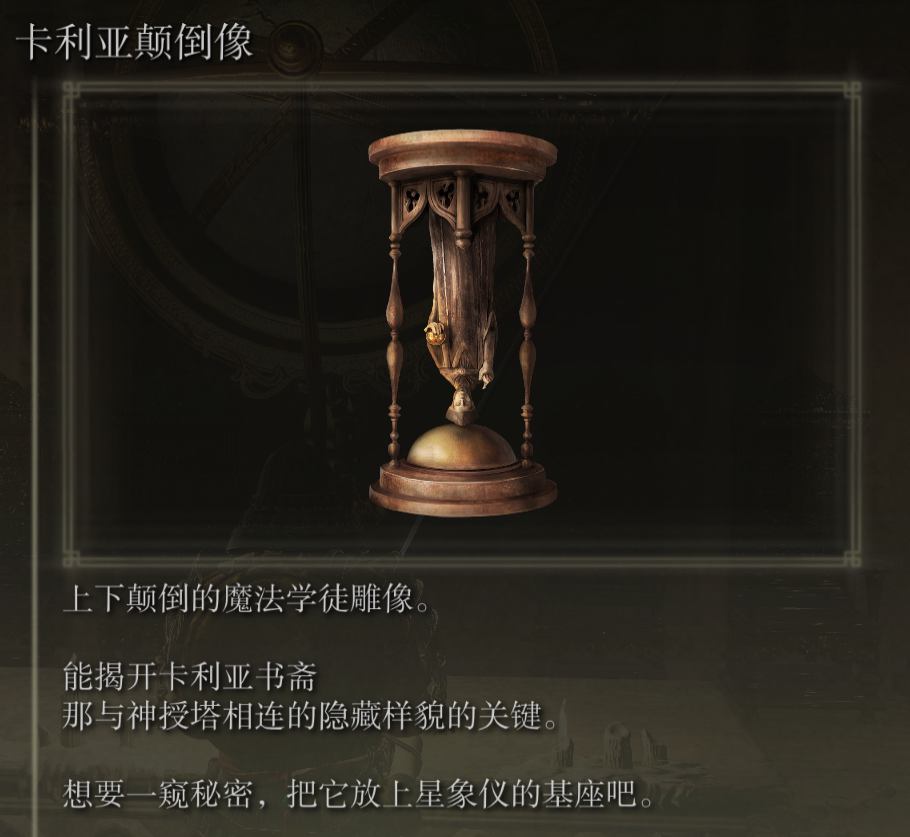 卡利亚颠倒像
上下颠倒的魔法学徒雕像。
能揭开卡利亚书斋
那与神授塔相连的隐藏样貌的关键。
想要一窥秘密，把它放上星象仪的基座吧。